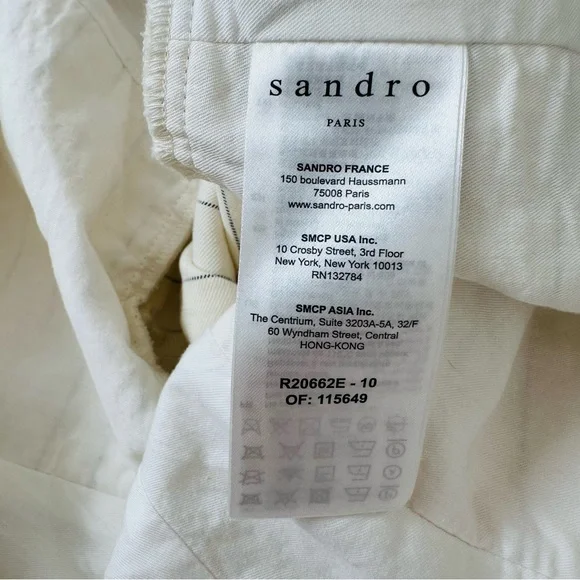 sandro
PARIS
SANDRO FRANCE
150 boulevard Haussmann
75008 Paris
www.sandro-paris.com
SMCP USA Inc.
10 Crosby Street, 3rd Floor
New York, New York 10013
RN132784
SMCP ASIA Inc.
The Centrium, Suite 3203A-5A, 32/F
60 Wyndham Street, Central
HONG-KONG
R20662E - 10
OF: 115649